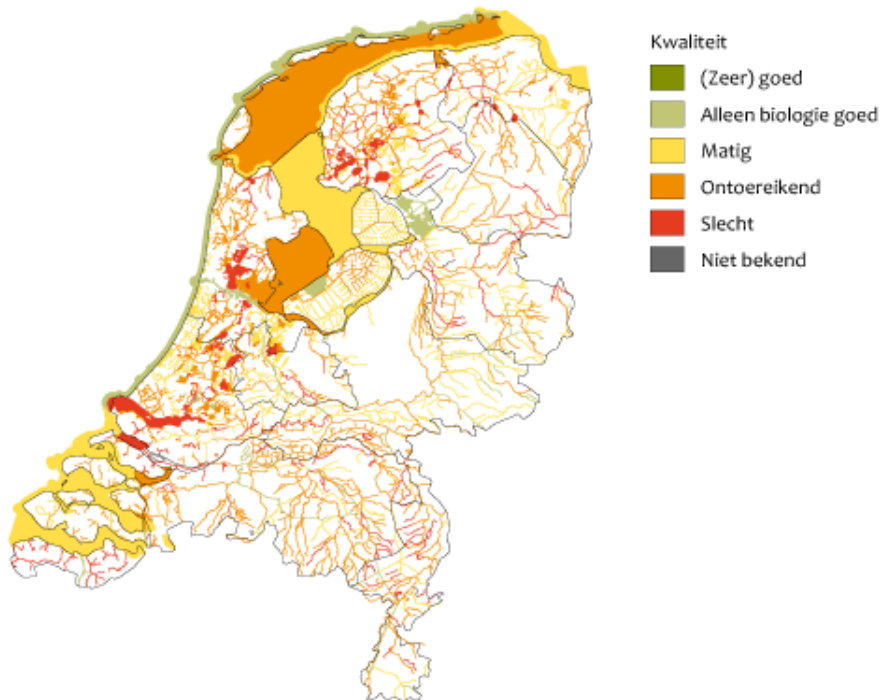 Kwaliteit
(Zeer) goed
Alleen biologie goed
Matig
Ontoereikend
Slecht
Niet bekend